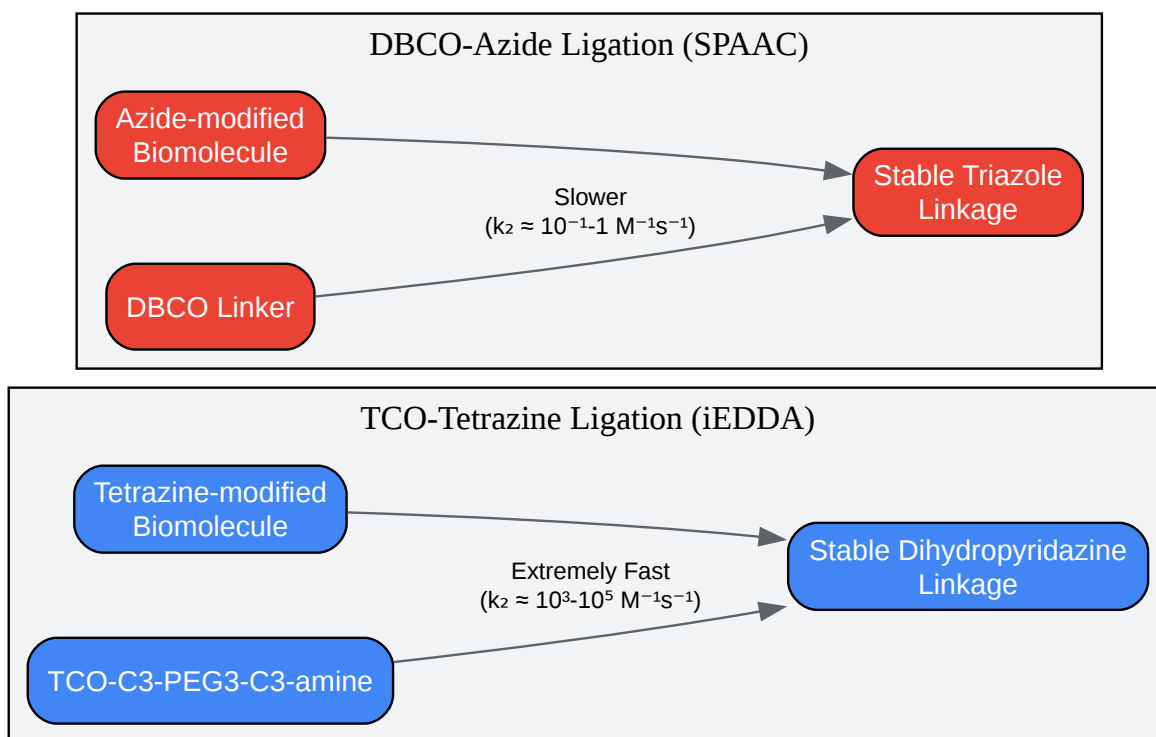 DBCO-Azide Ligation (SPAAC)
Azide-modified
Biomolecule
Stable Triazole
Linkage
Slower
(k₂ ≈ 10⁻¹-1 M⁻¹s⁻¹)
DBCO Linker
TCO-Tetrazine Ligation (iEDDA)
Tetrazine-modified
Biomolecule
Stable Dihydropyridazine
Linkage
Extremely Fast
(k₂ ≈ 10³-10⁵ M⁻¹s⁻¹)
TCO-C3-PEG3-C3-amine